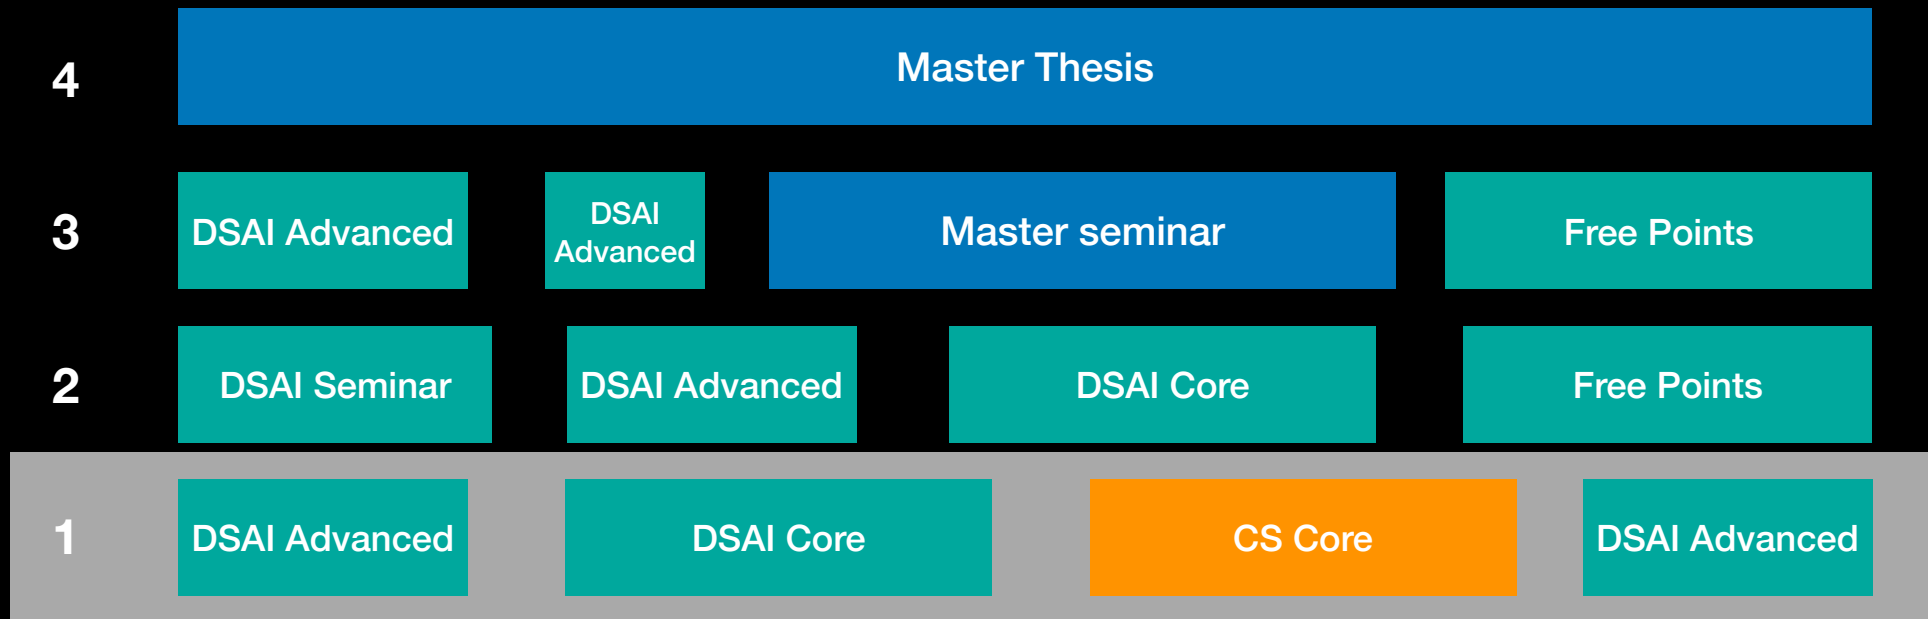 4
Master Thesis
3
DSAI Advanced
DSAI
Advanced
Master seminar
Free Points
2
DSAI Seminar
DSAI Advanced
DSAI Core
Free Points
1
DSAI Advanced
DSAI Core
CS Core
DSAI Advanced